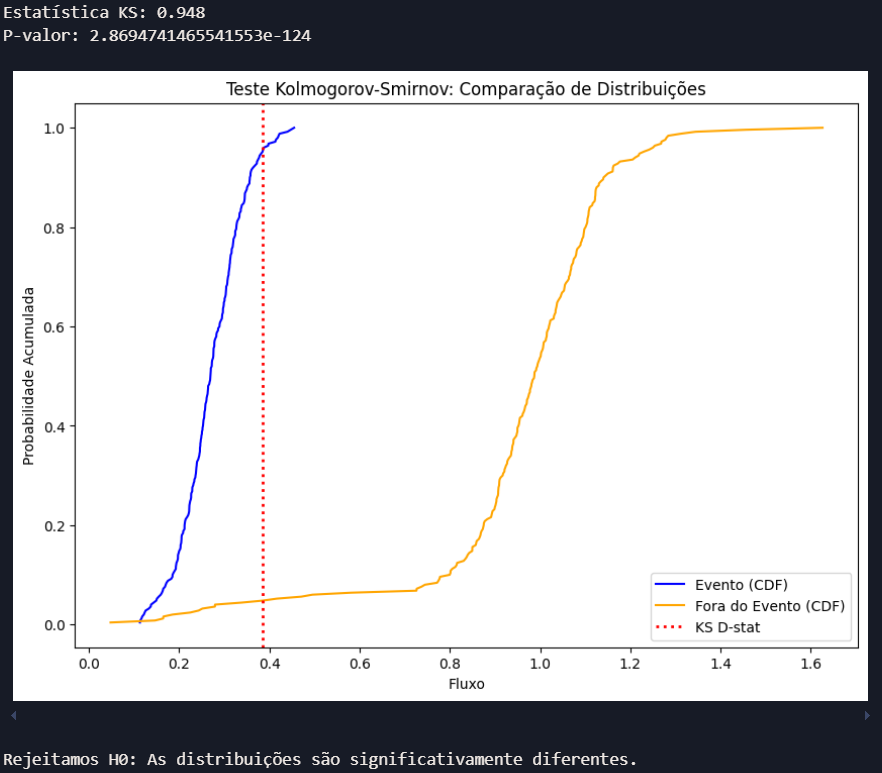 Estatística KS: 0.948
P-valor: 2.8694741465541553e-124
Teste Kolmogorov-Smirnov: Comparação de Distribuições
Probabilidade Acumulada
1.0
0.8
0.6
0.4
0.2
0.0
Evento (CDF)
Fora do Evento (CDF)
KS D-stat
0.0 0.2 0.4 0.6 0.8 1.0 1.2 1.4 1.6
Fluxo
Rejeitamos H0: As distribuições são significativamente diferentes.